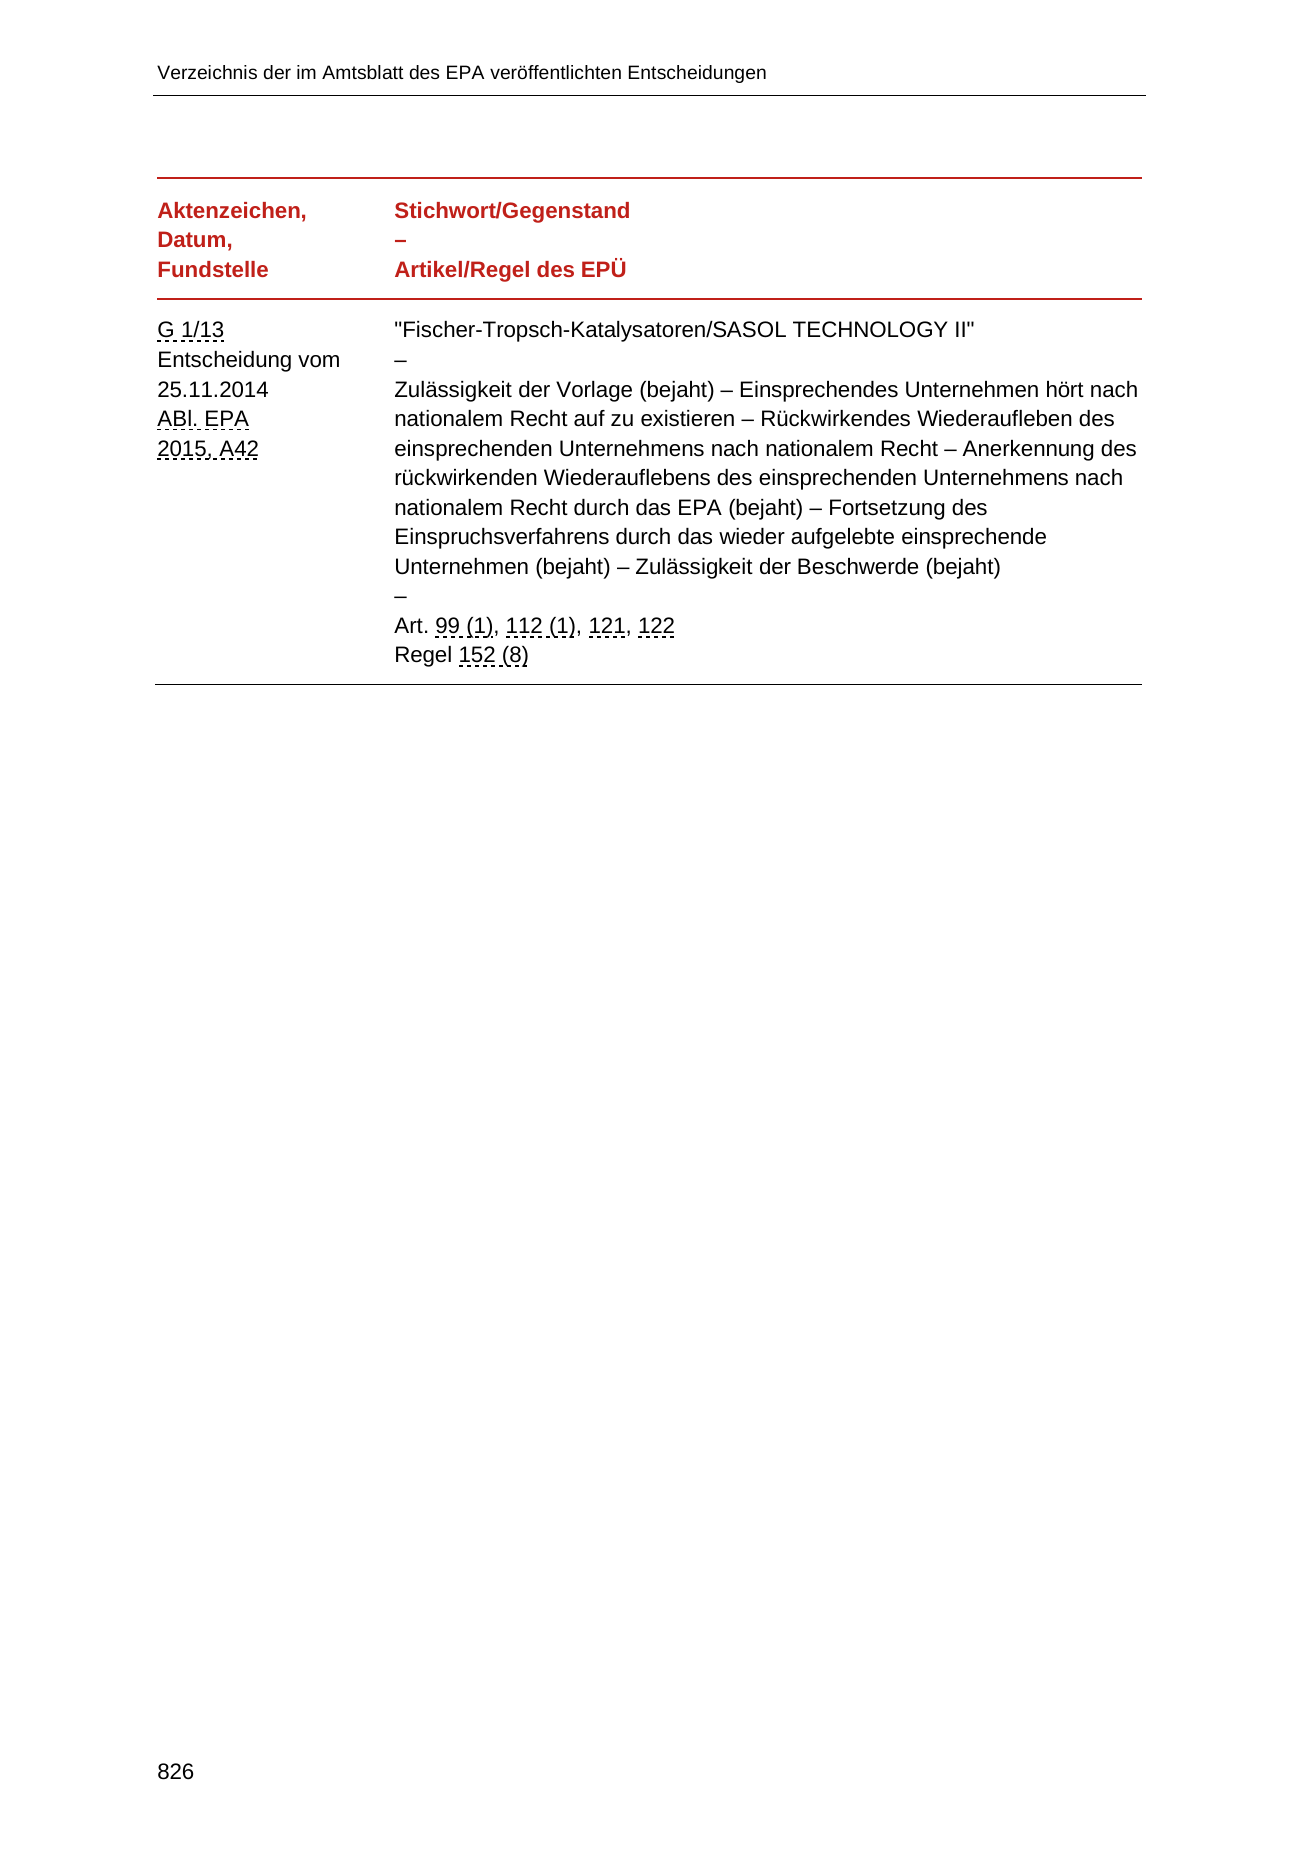 Verzeichnis der im Amtsblatt des EPA veröffentlichten Entscheidungen
Aktenzeichen,
Datum,
Fundstelle
Stichwort/Gegenstand
–
Artikel/Regel des EPÜ
G 1/13
Entscheidung vom
25.11.2014
ABl. EPA
2015, A42
"Fischer-Tropsch-Katalysatoren/SASOL TECHNOLOGY II"
–
Zulässigkeit der Vorlage (bejaht) – Einsprechendes Unternehmen hört nach
nationalem Recht auf zu existieren – Rückwirkendes Wiederaufleben des
einsprechenden Unternehmens nach nationalem Recht – Anerkennung des
rückwirkenden Wiederauflebens des einsprechenden Unternehmens nach
nationalem Recht durch das EPA (bejaht) – Fortsetzung des
Einspruchsverfahrens durch das wieder aufgelebte einsprechende
Unternehmen (bejaht) – Zulässigkeit der Beschwerde (bejaht)
–
Art. 99 (1), 112 (1), 121, 122
Regel 152 (8)
826